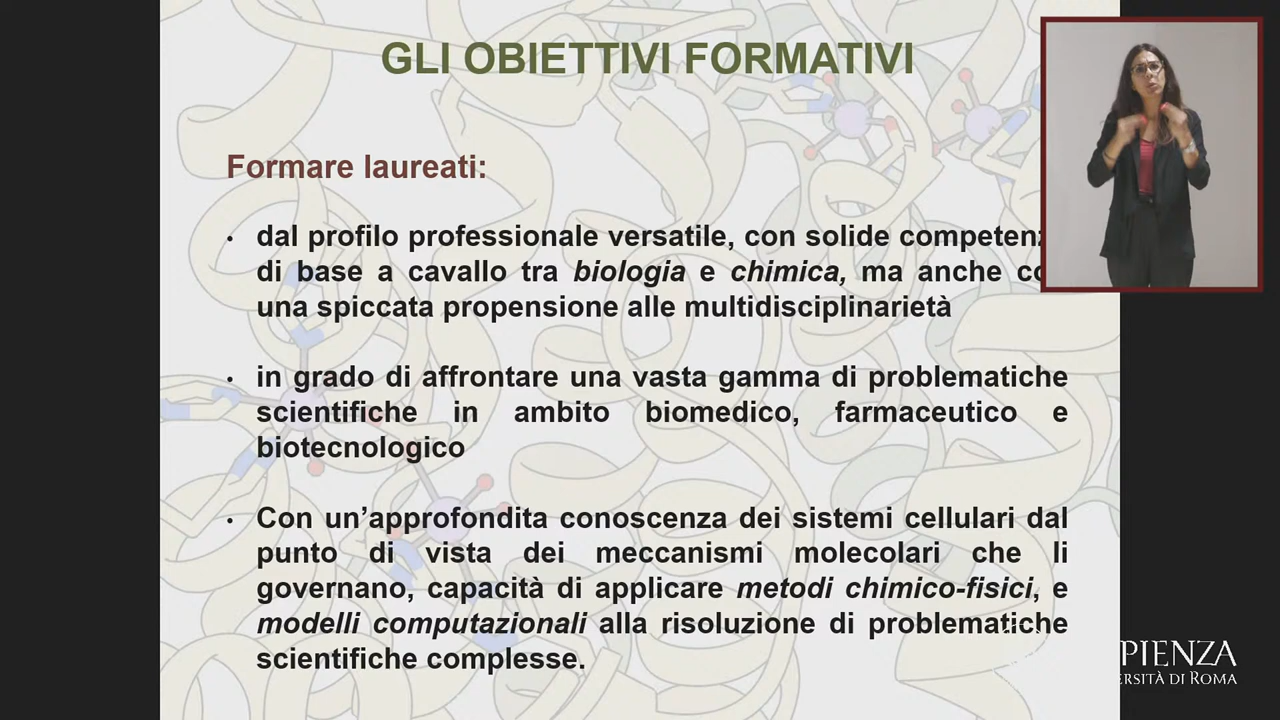 GLI OBIETTIVI FORMATIVI
Formare laureati:
• dal profilo professionale versatile, con solide
di base a cavallo tra biologia e chimica, ma anche
una spiccata propensione alle multidisciplinarietà
• in grado di affrontare una vasta gamma di problematiche
scientifiche in ambito biomedico, farmaceutico e
biotecnologico
• Con un’approfondita conoscenza dei sistemi cellulari dal
punto di vista dei meccanismi molecolari che li
governano, capacità di applicare metodi chimico-fisici, e
modelli computazionali alla risoluzione di problematiche
scientifiche complesse.
PIENZA
ERSITÀ DI ROMA